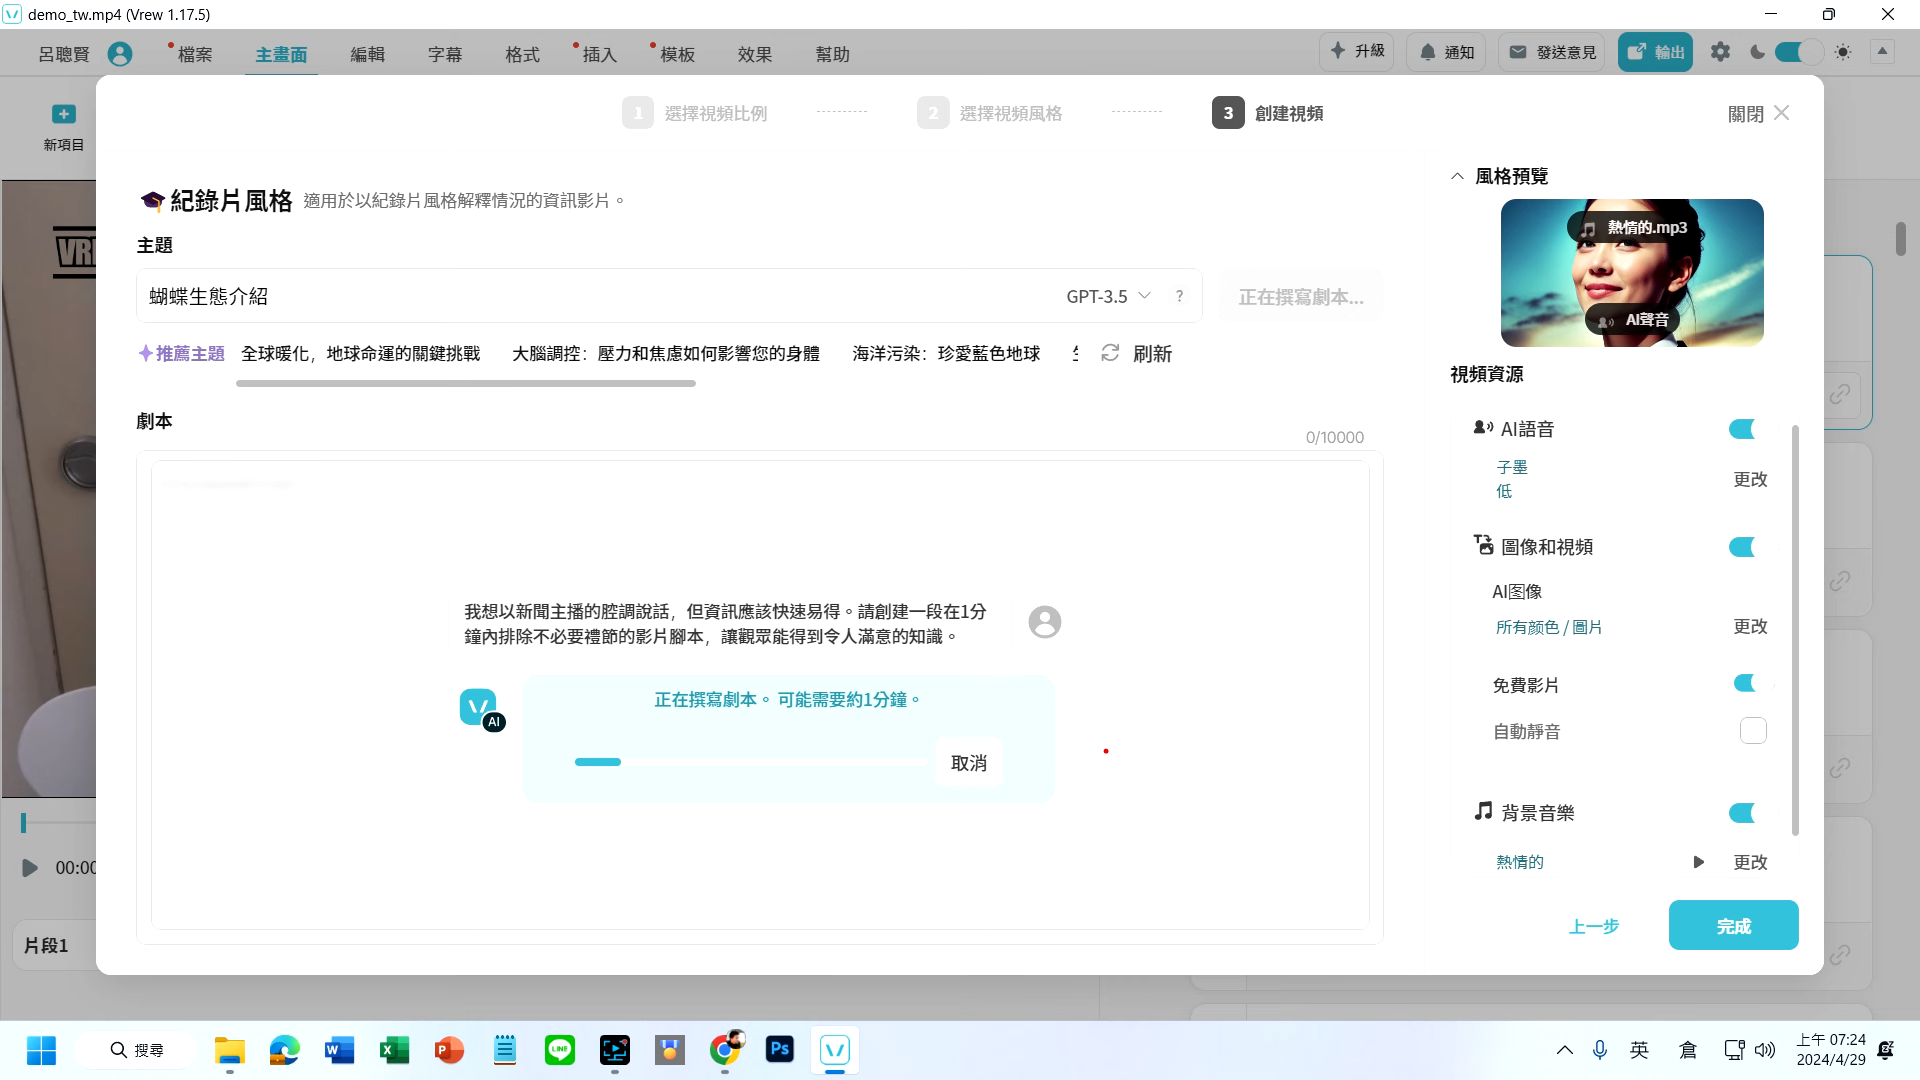 demo_tw.mp4 (Vrew 1.17.5)
呂聰賢
檔案
主畫面
編輯
字幕
格式
插入
模板
效果
幫助
升級
通知
發送意見
輸出
新項目
1 選擇視頻比例
2 選擇視頻風格
3 創建視頻
關閉
紀錄片風格 適用於以紀錄片風格解釋情況的資訊影片。
主題
蝴蝶生態介紹
GPT-3.5
?
正在撰寫劇本...
推薦主題
全球暖化，地球命運的關鍵挑戰
大腦調控：壓力和焦慮如何影響您的身體
海洋污染：珍愛藍色地球
刷新
劇本
0/10000
我想以新聞主播的腔調說話，但資訊應該快速易得。請創建一段在1分
鐘內排除不必要禮節的影片腳本，讓觀眾能得到令人滿意的知識。
AI
正在撰寫劇本。 可能需要約1分鐘。
取消
風格預覽
熱情的.mp3
AI聲音
視頻資源
AI語音
子墨
低
更改
圖像和視頻
AI图像
所有颜色 / 圖片
更改
免費影片
自動靜音
背景音樂
熱情的
更改
上一步
完成
VRE
00:00
片段1
搜尋
LINE
Ps
英
倉
上午 07:24
2024/4/29